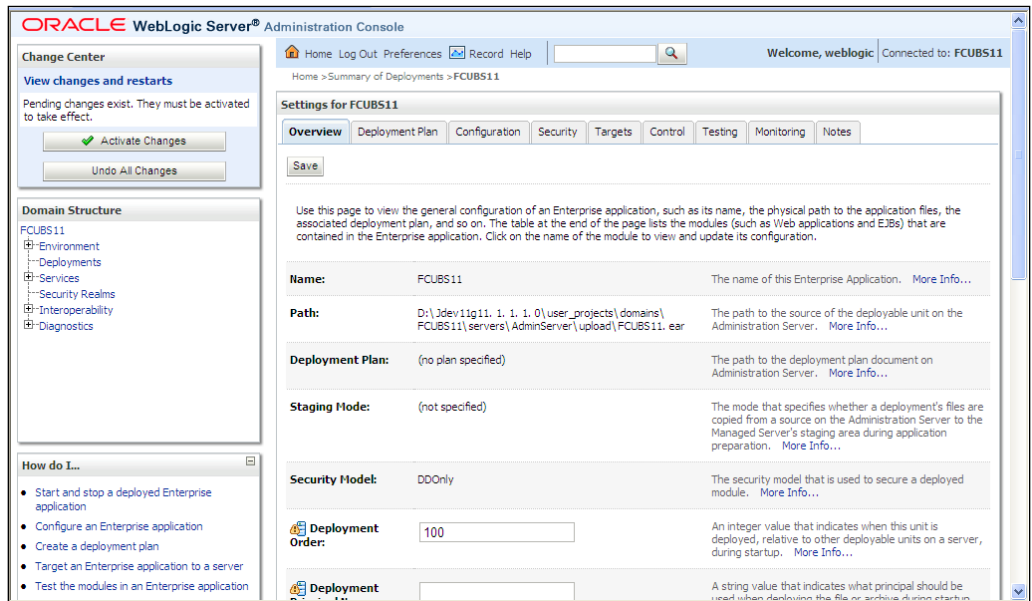 ORACLE WebLogic Server® Administration Console
Change Center
View changes and restarts
Pending changes exist. They must be activated
to take effect.
Activate Changes
Undo All Changes
Domain Structure
FCUBS11
Environment
Deployments
Services
Security Realms
Interoperability
Diagnostics
How do I...
Start and stop a deployed Enterprise
application
Configure an Enterprise application
Create a deployment plan
Target an Enterprise application to a server
Test the modules in an Enterprise application
Home Log Out Preferences Record Help
Welcome, weblogic Connected to: FCUBS11
Home >Summary of Deployments >FCUBS11
Settings for FCUBS11
Overview Deployment Plan Configuration Security Targets Control Testing Monitoring Notes
Save
Use this page to view the general configuration of an Enterprise application, such as its name, the physical path to the application files, the
associated deployment plan, and so on. The table at the end of the page lists the modules (such as Web applications and EJBs) that are
contained in the Enterprise application. Click on the name of the module to view and update its configuration.
Name: FCUBS11 The name of this Enterprise Application. More Info...
Path: D:\Jdev11g11. 1. 1. 1. 0\user_projects\domains\ The path to the source of the deployable unit on the
FCUBS11\servers\AdminServer\upload\FCUBS11. ear Administration Server. More Info...
Deployment Plan: (no plan specified) The path to the deployment plan document on
Administration Server. More Info...
Staging Mode: (not specified) The mode that specifies whether a deployment's files are
copied from a source on the Administration Server to the
Managed Server's staging area during application
preparation. More Info...
Security Model: DDOnly The security model that is used to secure a deployed
module. More Info...
Deployment 100 An integer value that indicates when this unit is
Order: deployed, relative to other deployable units on a server,
during startup. More Info...
Deployment A string value that indicates what principal should be
used when deploying the file or archive during startup